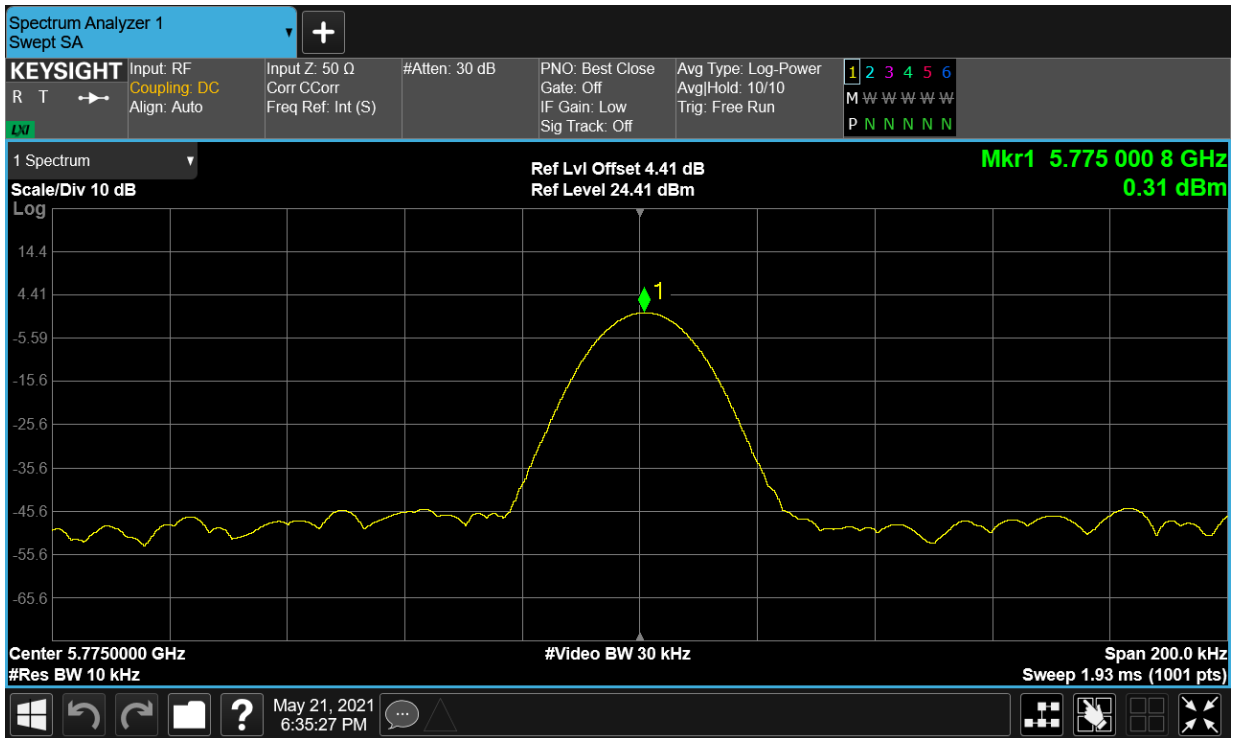 Spectrum Analyzer 1
Swept SA
KEYSIGHT
R T
LXI
Input: RF
Coupling: DC
Align: Auto
Input Z: 50 Ω
Corr CCorr
Freq Ref: Int (S)
#Atten: 30 dB
PNO: Best Close
Gate: Off
IF Gain: Low
Sig Track: Off
Avg Type: Log-Power
Avg|Hold: 10/10
Trig: Free Run
1 2 3 4 5 6
M W W W W W
P N N N N N
1 Spectrum
Scale/Div 10 dB
Log
Ref Lvl Offset 4.41 dB
Ref Level 24.41 dBm
Mkr1 5.775 000 8 GHz
0.31 dBm
14.4
4.41
-5.59
-15.6
-25.6
-35.6
-45.6
-55.6
-65.6
1
Center 5.7750000 GHz
#Res BW 10 kHz
#Video BW 30 kHz
Span 200.0 kHz
Sweep 1.93 ms (1001 pts)
?
May 21, 2021
6:35:27 PM